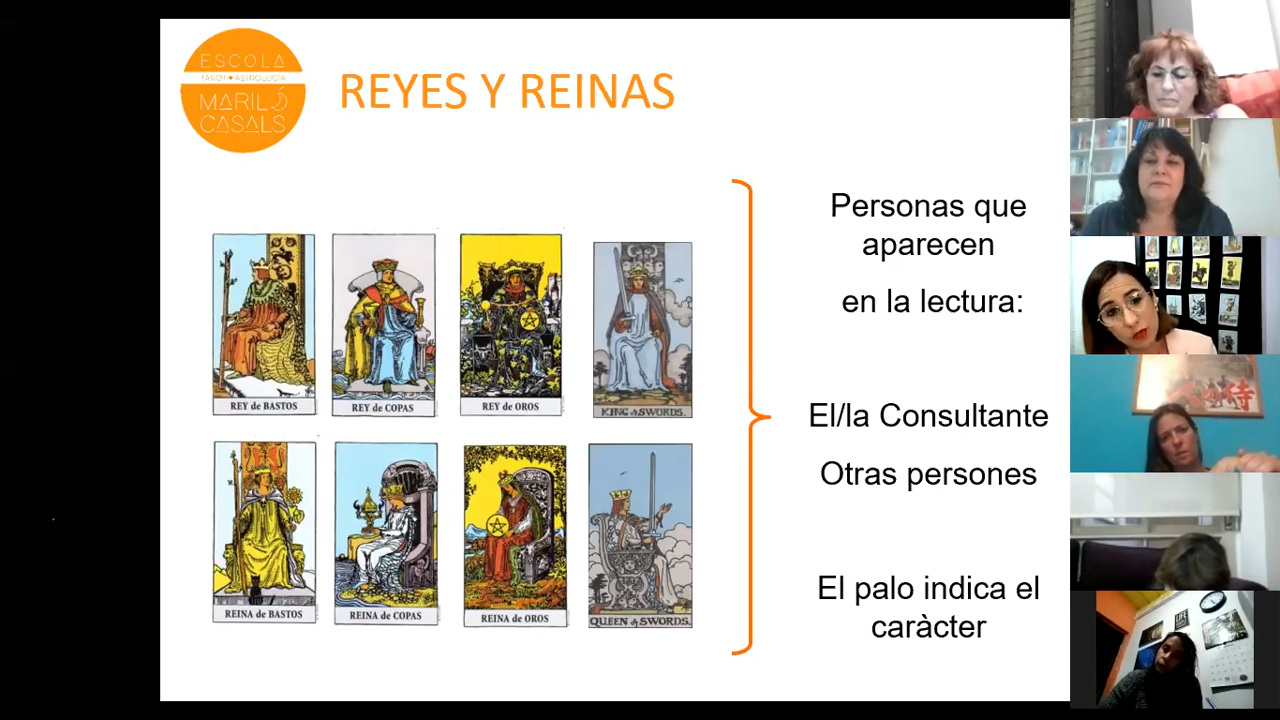 ESCOLA
TAROT ASTROLOGÍA
MARILÓ
CASALS
REYES Y REINAS
REY de BASTOS
REY de COPAS
REY de OROS
KING of SWORDS.
REINA de BASTOS
REINA de COPAS
REINA de OROS
QUEEN of SWORDS.
Personas que
aparecen
en la lectura:
El/la Consultante
Otras persones
El palo indica el
caràcter